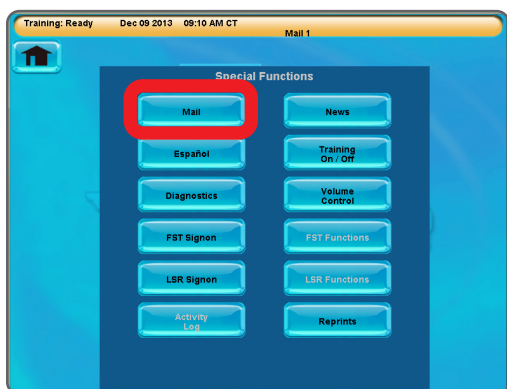 Training: Ready Dec 09 2013 09:10 AM CT
Mail 1
Special Functions
Mail News
Español Training
On / Off
Diagnostics Volume
Control
FST Signon FST Functions
LSR Signon LSR Functions
Activity
Log
Reprints